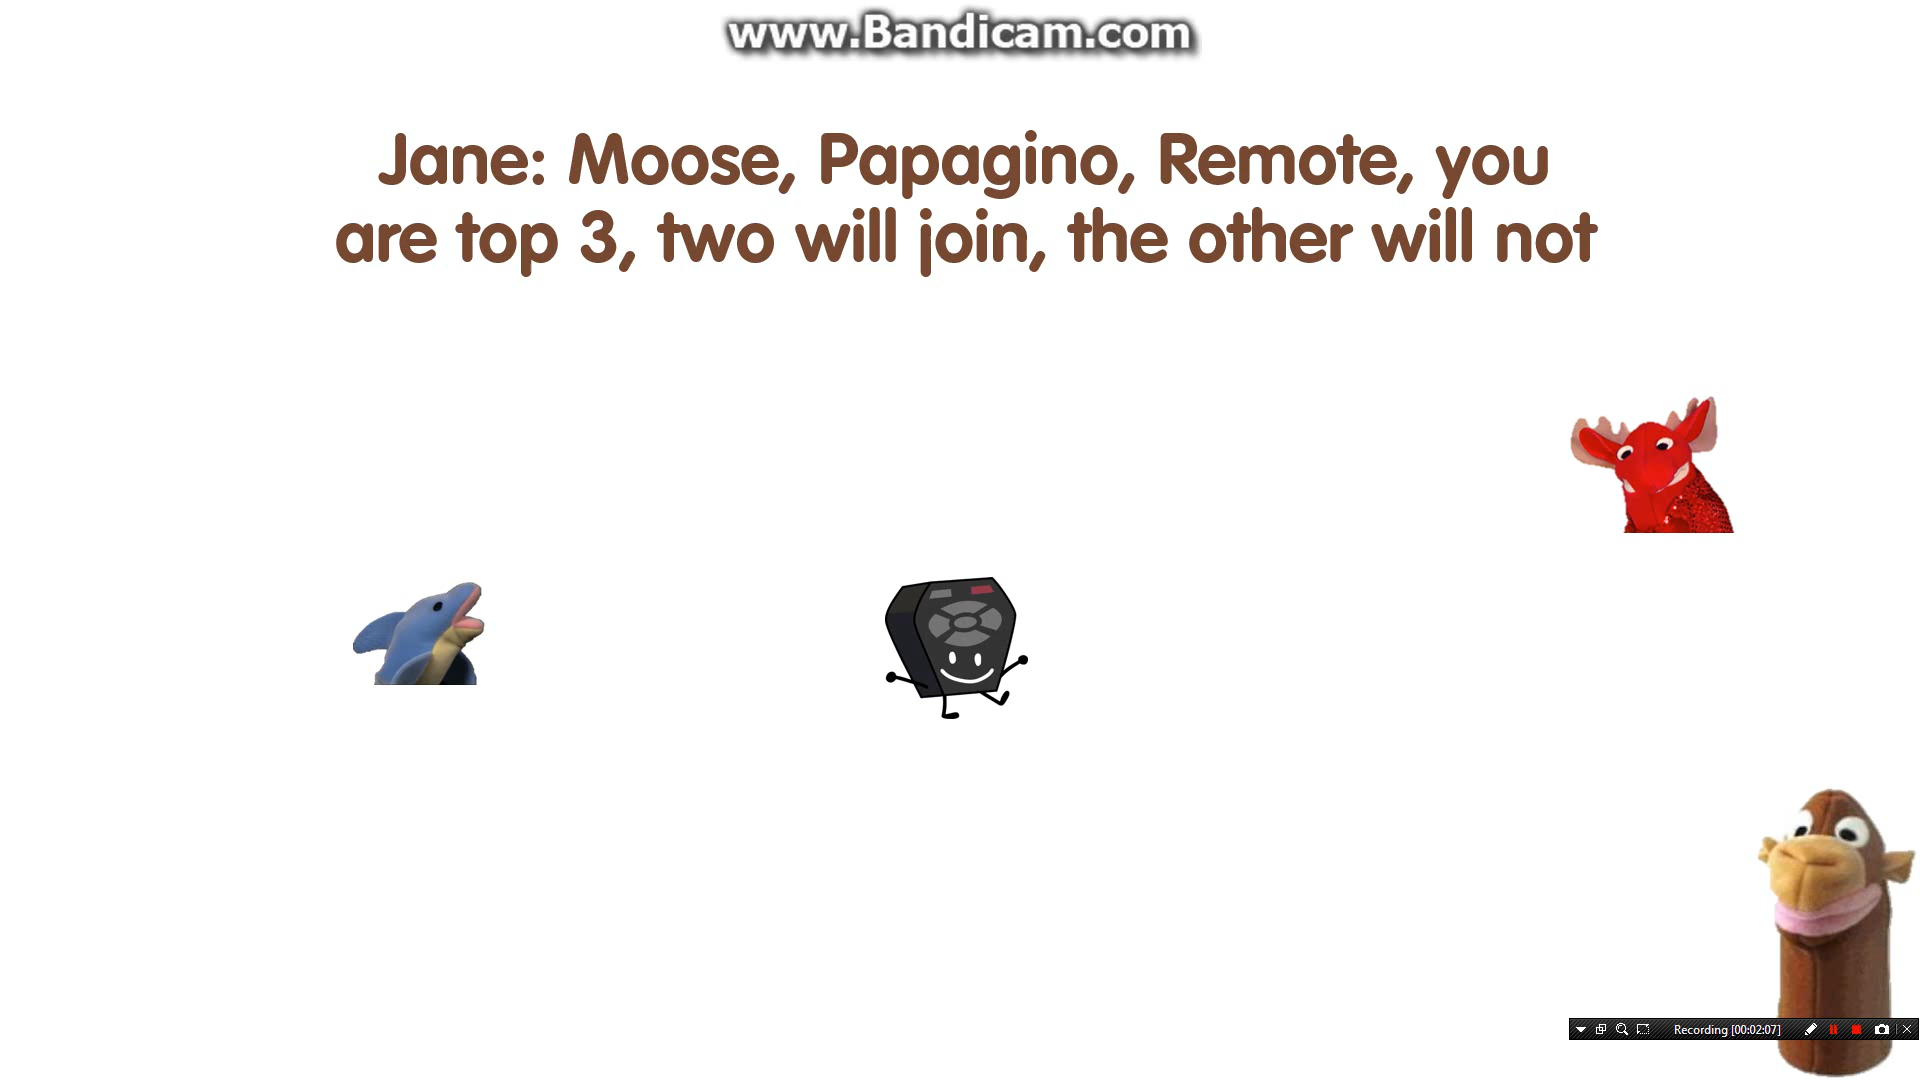 www.Bandicam.com
Jane: Moose, Papagino, Remote, you
are top 3, two will join, the other will not
Recording [00:02:07]